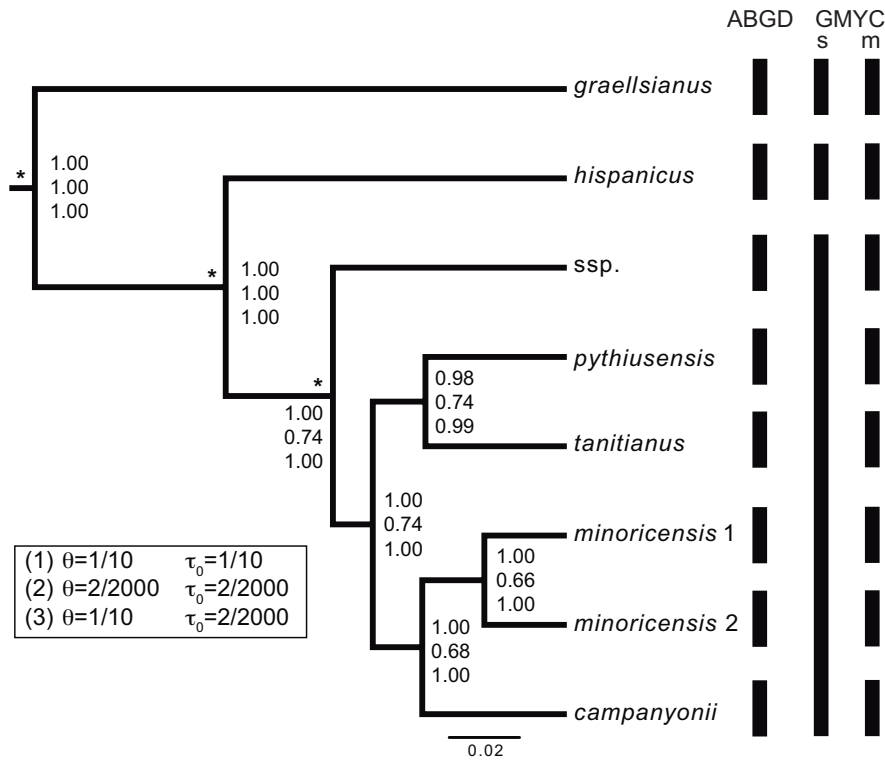 ABGD GMYC
s m
graellsianus
*
1.00
1.00
1.00
hispanicus
*
1.00
1.00
1.00
ssp.
*
1.00
0.74
1.00
pythiusensis
0.98
0.74
0.99
tanitianus
1.00
0.74
1.00
minoricensis 1
1.00
0.66
1.00
minoricensis 2
1.00
0.68
1.00
campanyonii
(1) θ=1/10 τ₀=1/10
(2) θ=2/2000 τ₀=2/2000
(3) θ=1/10 τ₀=2/2000
0.02